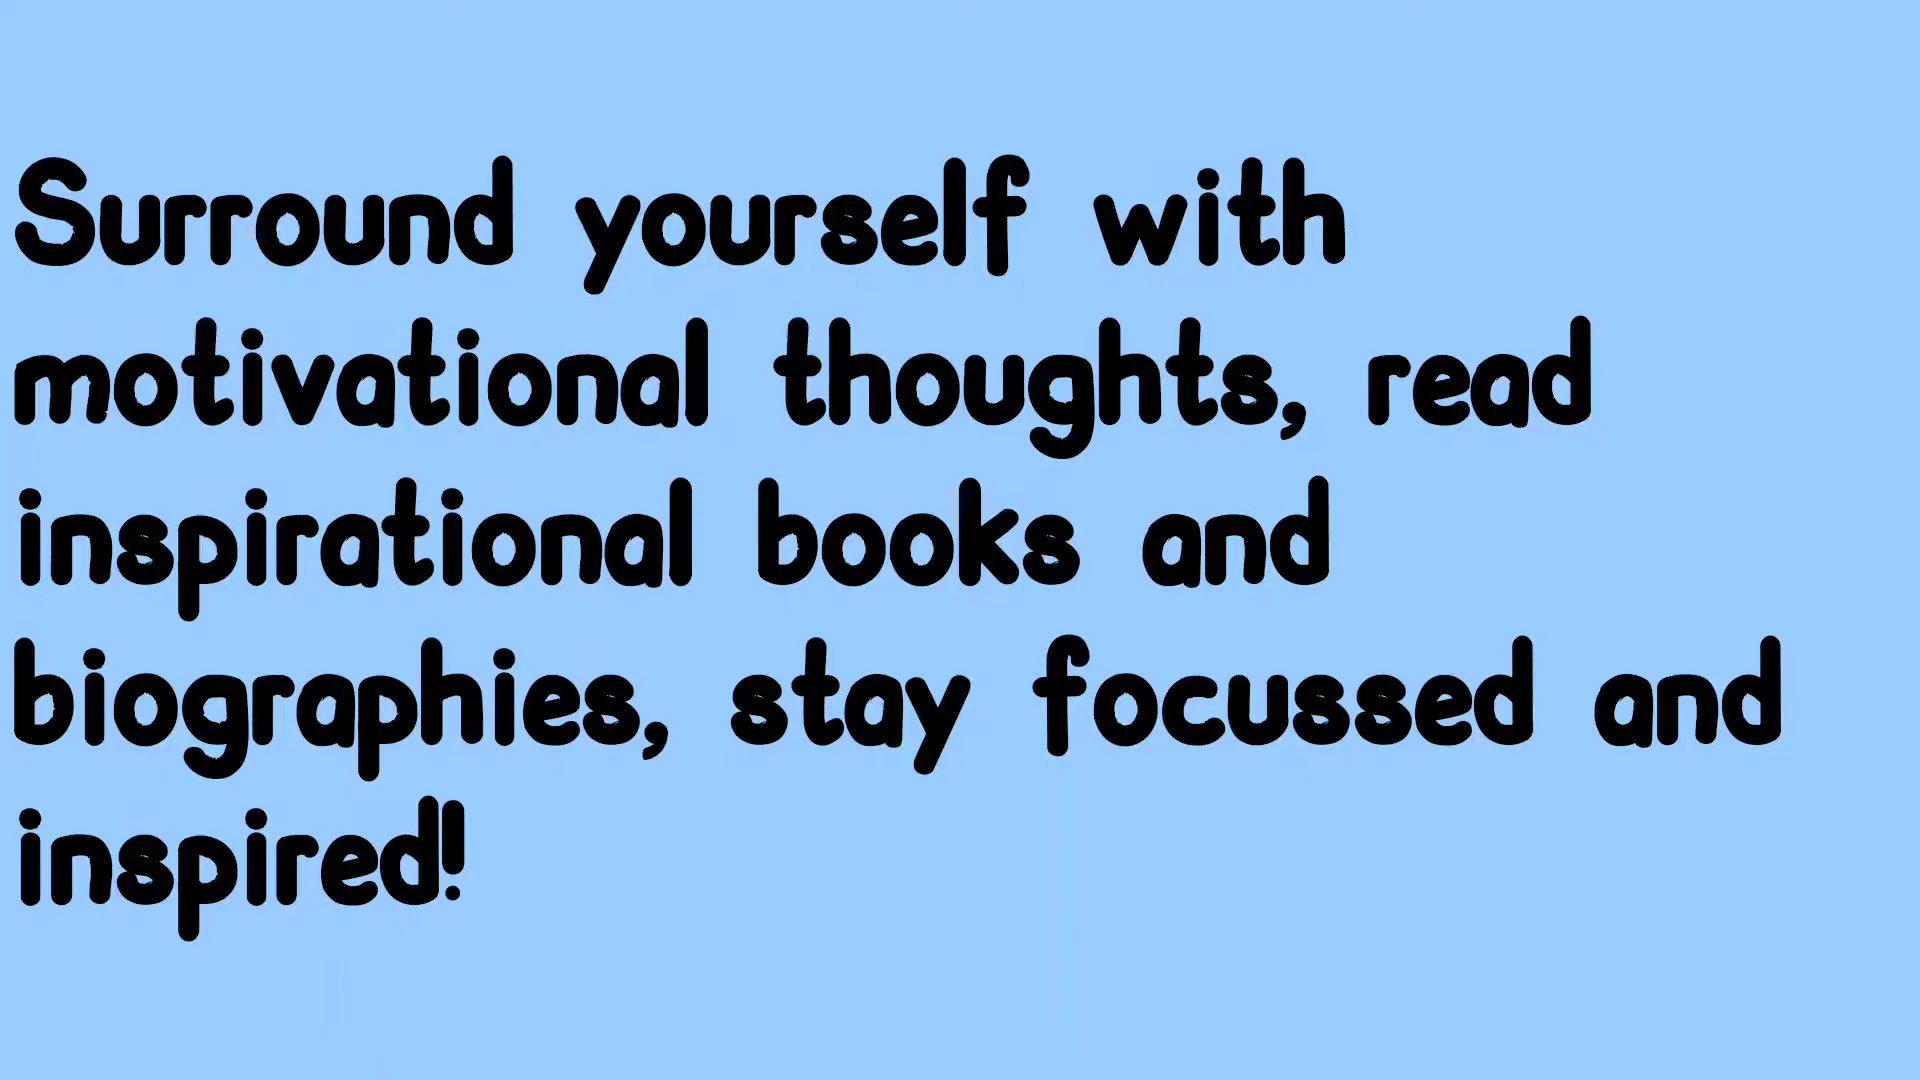 Surround yourself with
motivational thoughts, read
inspirational books and
biographies, stay focussed and
inspired!